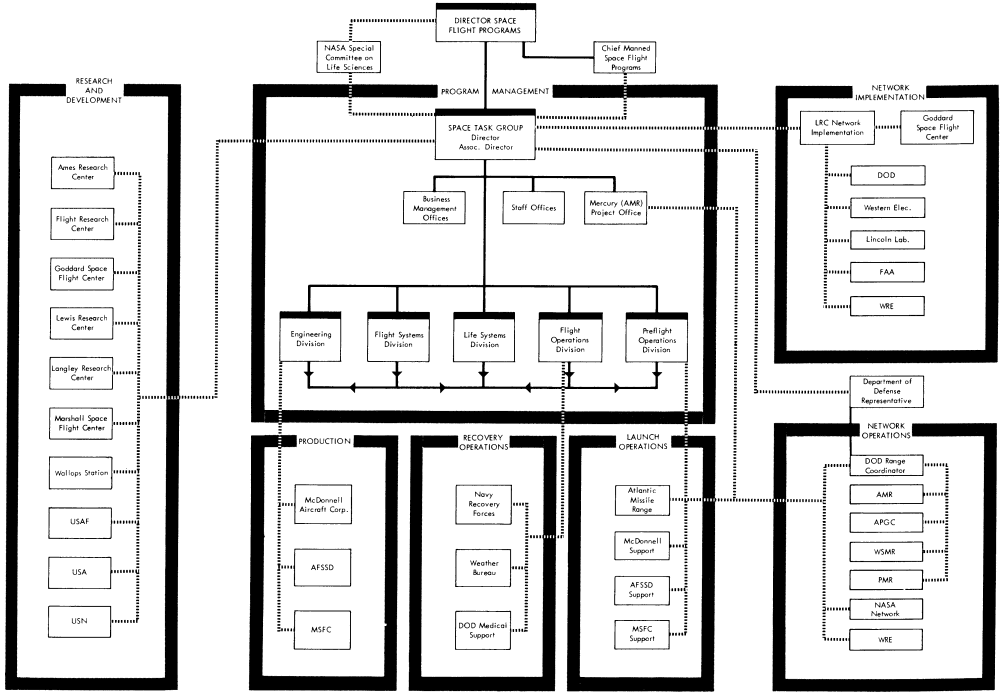 DIRECTOR SPACE
FLIGHT PROGRAMS
NASA Special
Committee on
Life Sciences
Chief Manned
Space Flight
Programs
RESEARCH
AND
DEVELOPMENT
Ames Research
Center
Flight Research
Center
Goddard Space
Flight Center
Lewis Research
Center
Langley Research
Center
Marshall Space
Flight Center
Wallops Station
USAF
USA
USN
PROGRAM MANAGEMENT
SPACE TASK GROUP
Director
Assoc. Director
Business
Management
Offices
Staff Offices
Mercury (AMR)
Project Office
Engineering
Division
Flight Systems
Division
Life Systems
Division
Flight
Operations
Division
Preflight
Operations
Division
PRODUCTION
McDonnell
Aircraft Corp.
AFSSD
MSFC
RECOVERY
OPERATIONS
Navy
Recovery
Forces
Weather
Bureau
DOD Medical
Support
LAUNCH
OPERATIONS
Atlantic
Missile
Range
McDonnell
Support
AFSSD
Support
MSFC
Support
NETWORK
IMPLEMENTATION
LRC Network
Implementation
Goddard
Space Flight
Center
DOD
Western Elec.
Lincoln Lab.
FAA
WRE
Department of
Defense
Representative
NETWORK
OPERATIONS
DOD Range
Coordinator
AMR
APGC
WSMR
PMR
NASA
Network
WRE